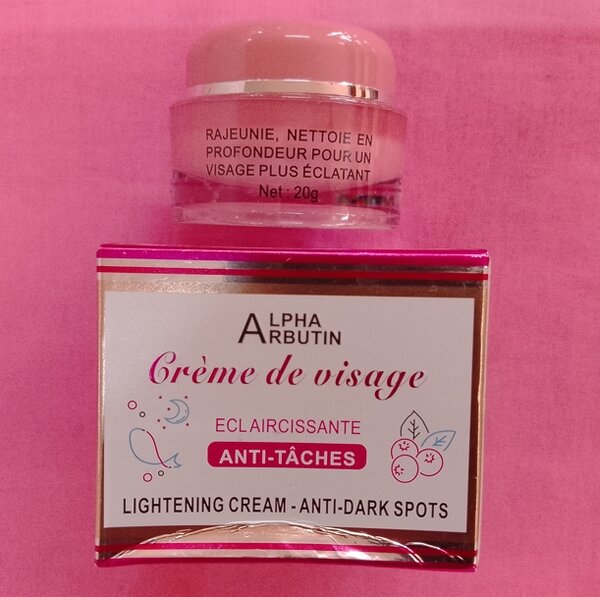 RAJEUNIE, NETTOIE EN
PROFONDEUR POUR UN
VISAGE PLUS ÉCLATANT
Net : 20g
ALPHA
ARBUTIN
Crème de visage
ECLAIRCISSANTE
ANTI-TÂCHES
LIGHTENING CREAM - ANTI-DARK SPOTS